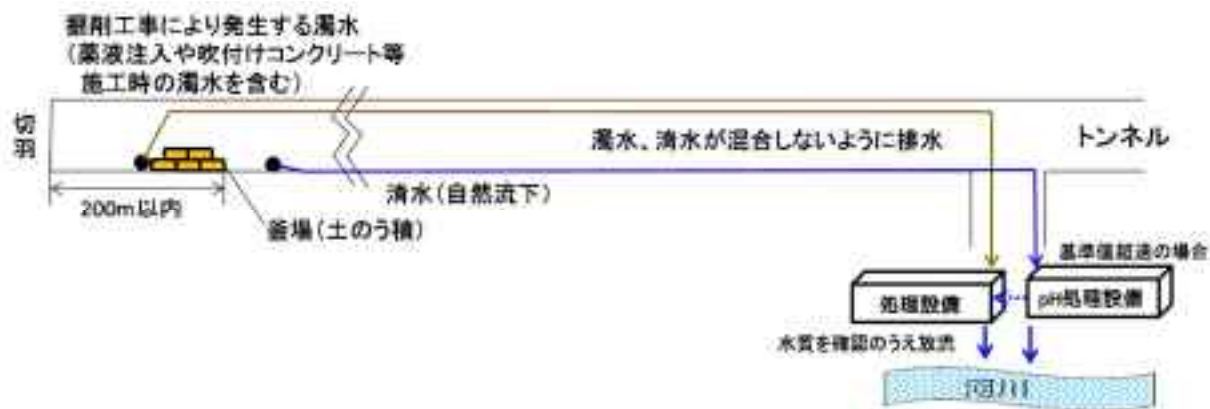 掘削工事により発生する濁水
(薬液注入や吹付けコンクリート等
施工時の濁水を含む)
切羽
濁水、清水が混合しないように排水
トンネル
200m以内
清水(自然流下)
釜場(土のう積)
基準値超過の場合
処理設備
pH処理設備
水質を確認のうえ放流
河川